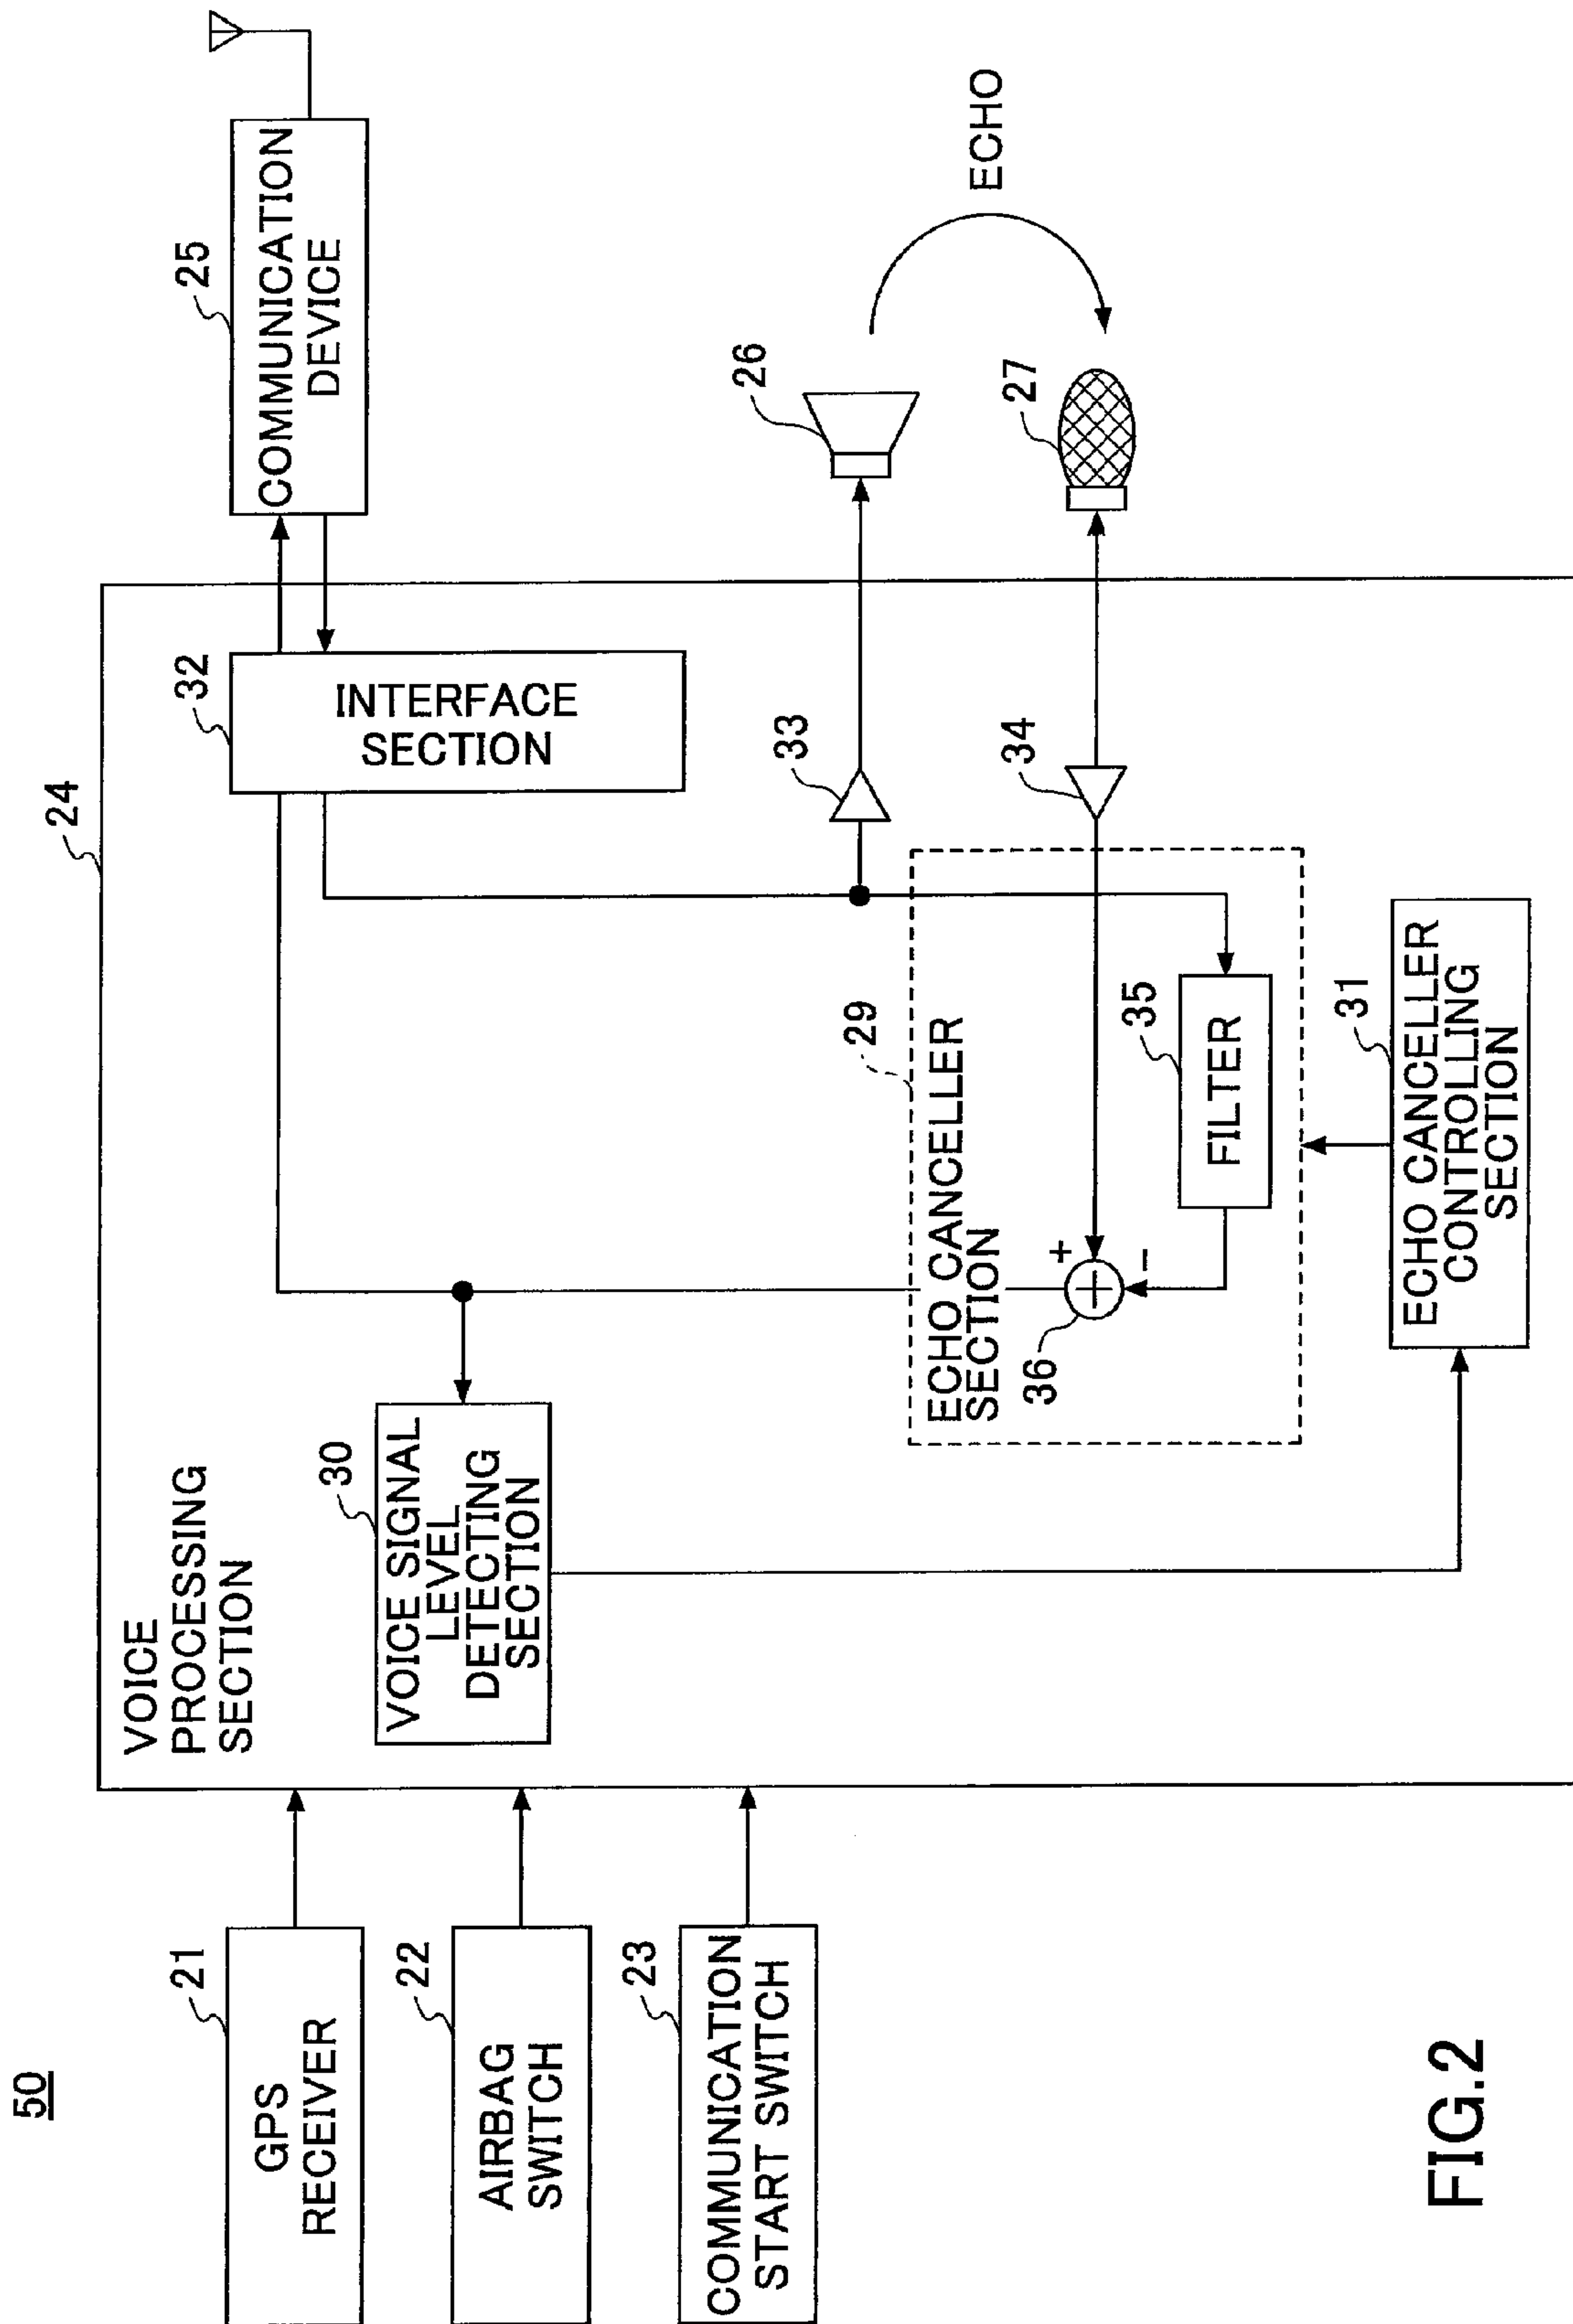 50
21
GPS
RECEIVER
22
AIRBAG
SWITCH
23
COMMUNICATION
START SWITCH
24
VOICE
PROCESSING
SECTION
30
VOICE SIGNAL
LEVEL
DETECTING
SECTION
32
INTERFACE
SECTION
25
COMMUNICATION
DEVICE
33
26
ECHO
34
27
29
ECHO CANCELLER
SECTION
36
+
−
35
FILTER
31
ECHO CANCELLER
CONTROLLING
SECTION
FIG.2